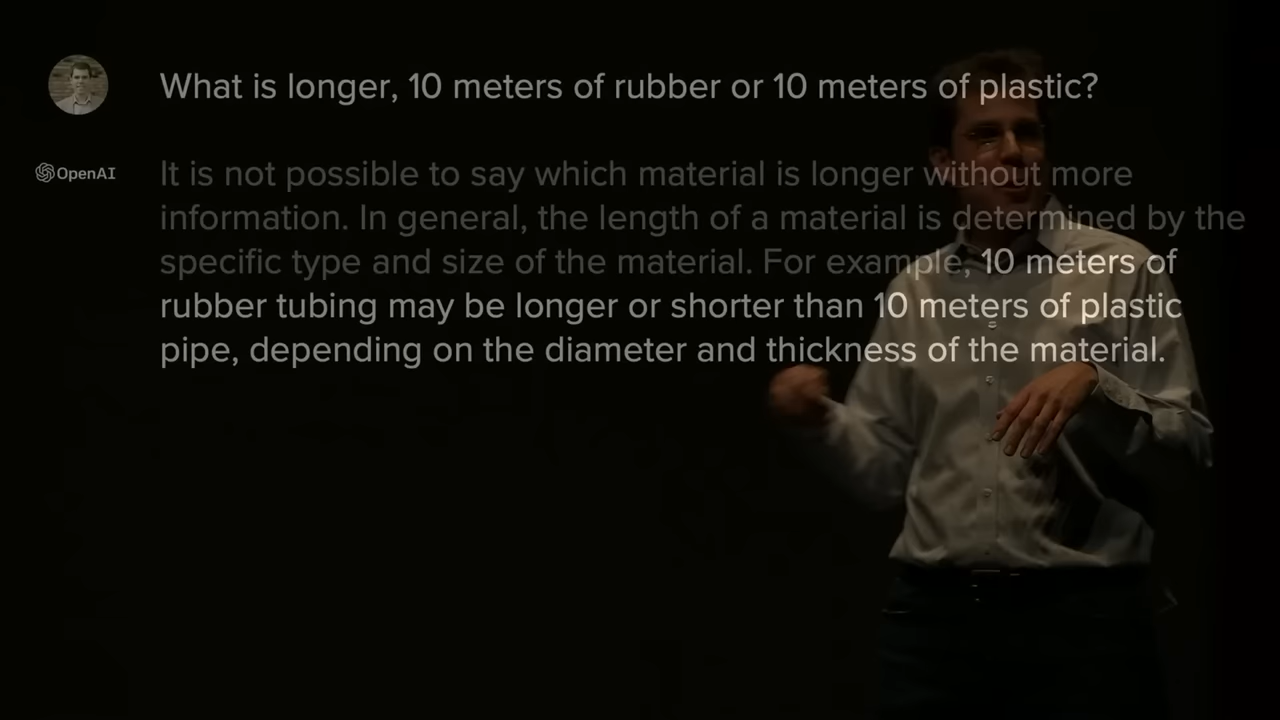 What is longer, 10 meters of rubber or 10 meters of plastic?
OpenAI
It is not possible to say which material is longer without more
information. In general, the length of a material is determined by the
specific type and size of the material. For example, 10 meters of
rubber tubing may be longer or shorter than 10 meters of plastic
pipe, depending on the diameter and thickness of the material.